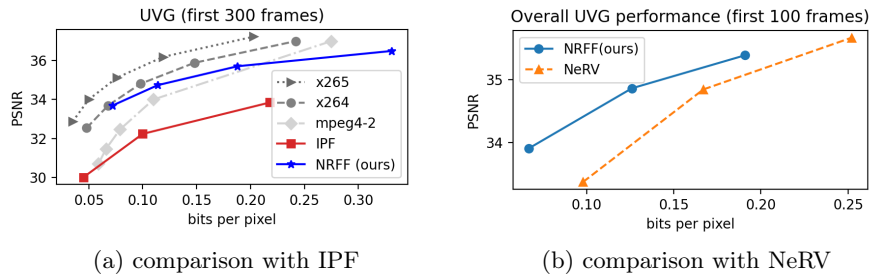 UVG (first 300 frames)
PSNR
36
34
32
30
x265
x264
mpeg4-2
IPF
NRFF (ours)
0.05 0.10 0.15 0.20 0.25 0.30
bits per pixel
(a) comparison with IPF
Overall UVG performance (first 100 frames)
PSNR
35
34
NRFF(ours)
NeRV
0.10 0.15 0.20 0.25
bits per pixel
(b) comparison with NeRV